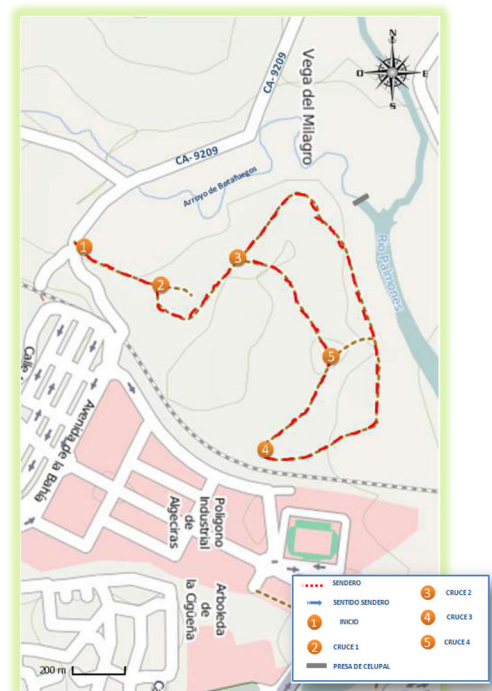 N
O
E
S
CA-9209
Vega del Milagro
CA-9209
Arroyo de Botafuegos
Río Palmones
1
2
3
5
4
Calle
Avenida de la Bahía
Polígono
Industrial
de
Algeciras
Arboleda
de
la Cigüeña
200 m
SENDERO
SENTIDO SENDERO
1 INICIO
2 CRUCE 1
PRESA DE CELUPAL
3 CRUCE 2
4 CRUCE 3
5 CRUCE 4